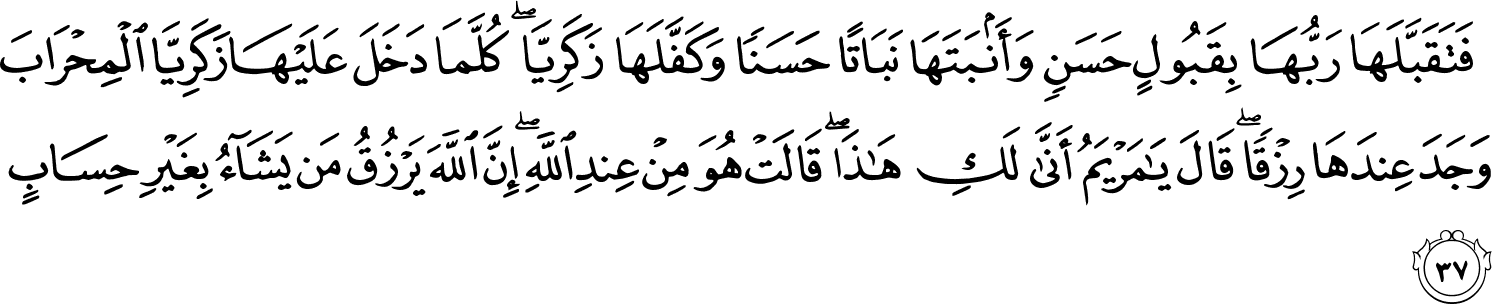 فَتَقَبَّلَهَا رَبُّهَا بِقَبُولٍ حَسَنٍ وَأَنۢبَتَهَا نَبَاتًا حَسَنًا وَكَفَّلَهَا زَكَرِيَّا ۖ كُلَّمَا دَخَلَ عَلَيْهَا زَكَرِيَّا ٱلْمِحْرَابَ
وَجَدَ عِندَهَا رِزْقًا ۖ قَالَ يَـٰمَرْيَمُ أَنَّىٰ لَكِ هَـٰذَا ۖ قَالَتْ هُوَ مِنْ عِندِ ٱللَّهِ ۖ إِنَّ ٱللَّهَ يَرْزُقُ مَن يَشَآءُ بِغَيْرِ حِسَابٍ
٣٧